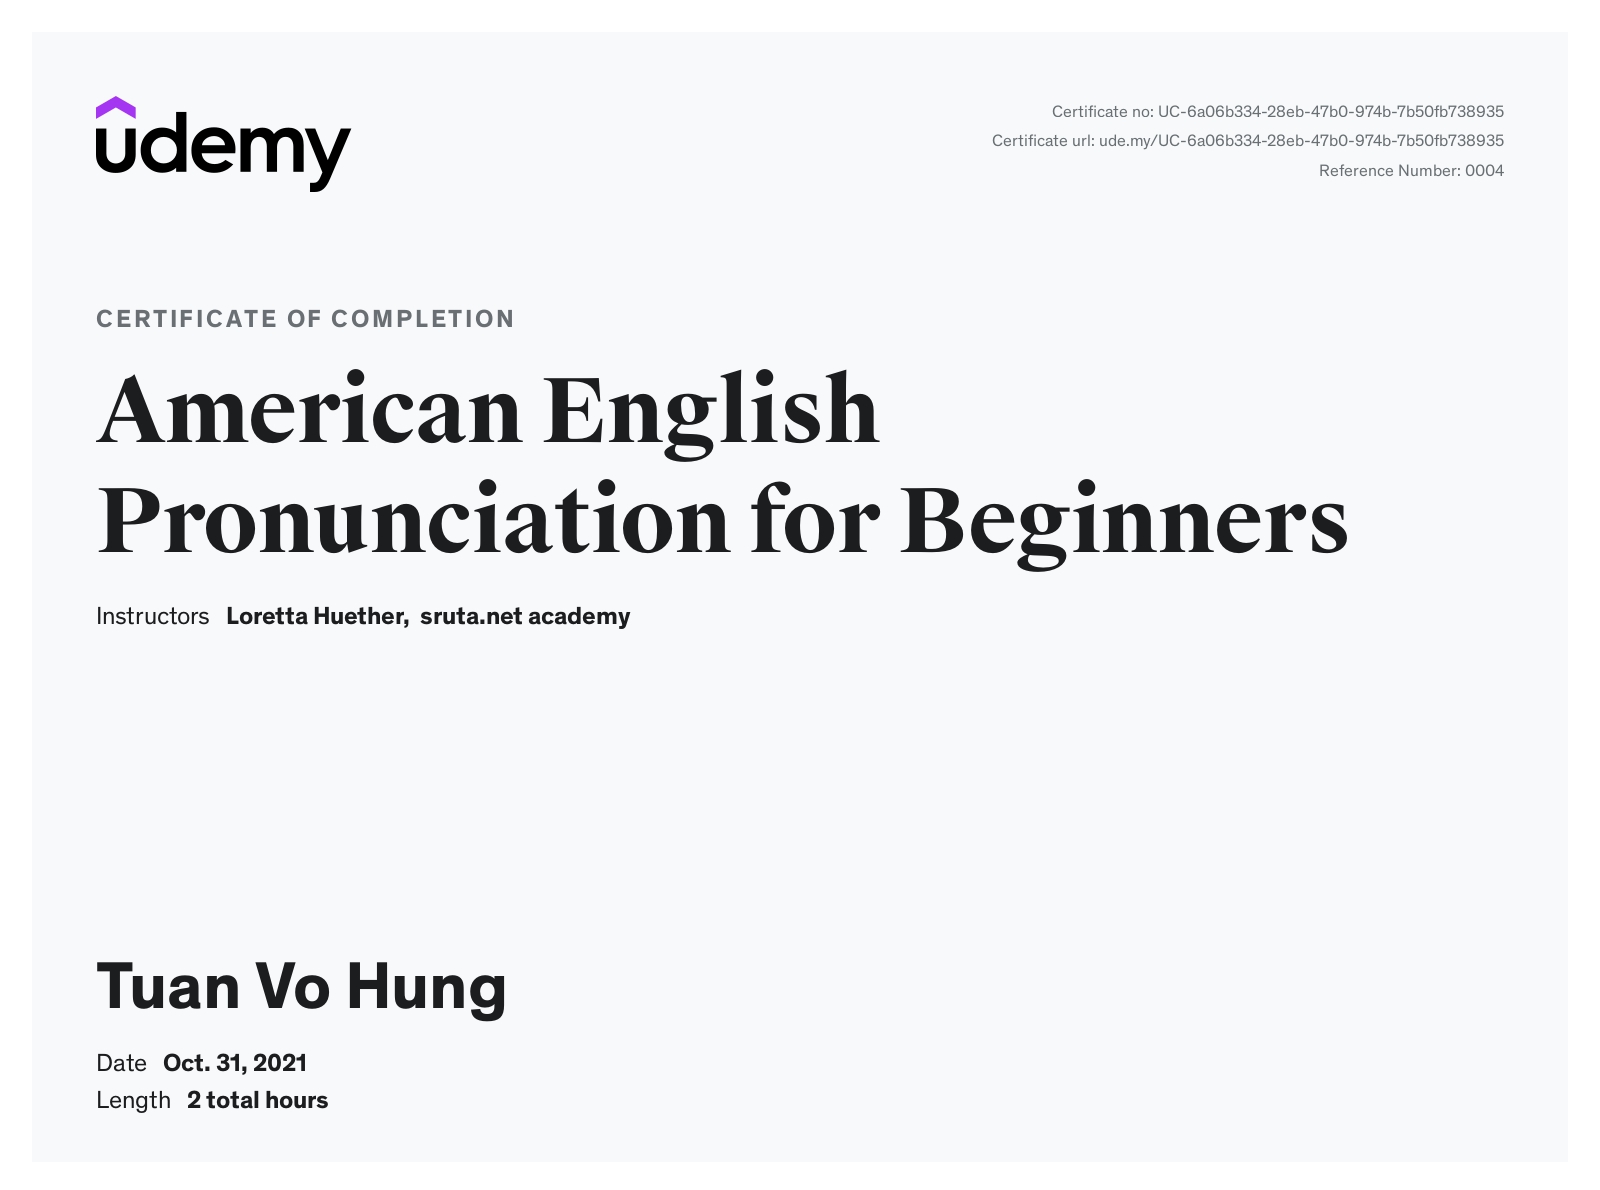 udemy
Certificate no: UC-6a06b334-28eb-47b0-974b-7b50fb738935
Certificate url: ude.my/UC-6a06b334-28eb-47b0-974b-7b50fb738935
Reference Number: 0004
CERTIFICATE OF COMPLETION
American English
Pronunciation for Beginners
Instructors Loretta Huether, sruta.net academy
Tuan Vo Hung
Date Oct. 31, 2021
Length 2 total hours